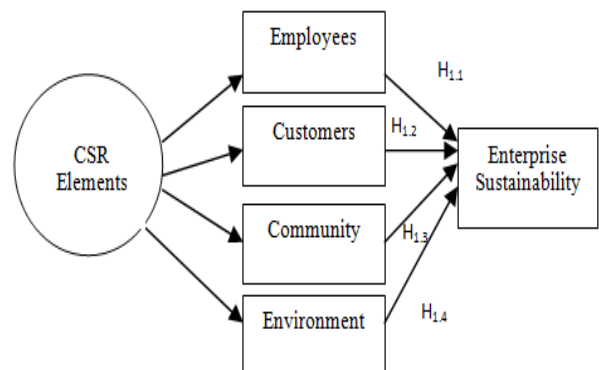 Employees
H1.1
Customers
H1.2
CSR
Elements
Enterprise
Sustainability
Community
H1.3
Environment
H1.4